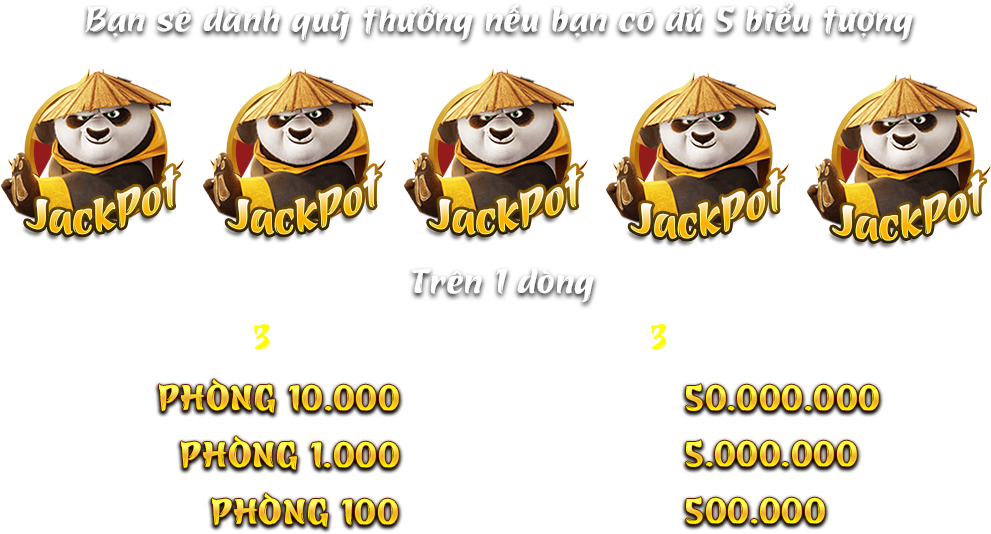 Bạn sẽ dành quỹ thưởng nếu bạn có đủ 5 biểu tượng
JackPot JackPot JackPot JackPot JackPot
Trên 1 dòng
3 3
PHÒNG 10.000 50.000.000
PHÒNG 1.000 5.000.000
PHÒNG 100 500.000